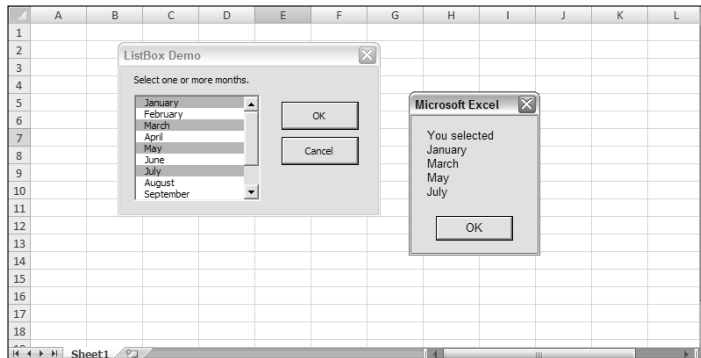 A B C D E F G H I J K L
1
2
3
4
5
6
7
8
9
10
11
12
13
14
15
16
17
18
ListBox Demo
Select one or more months.
January
February
March
April
May
June
July
August
September
OK
Cancel
Microsoft Excel
You selected
January
March
May
July
OK
Sheet1